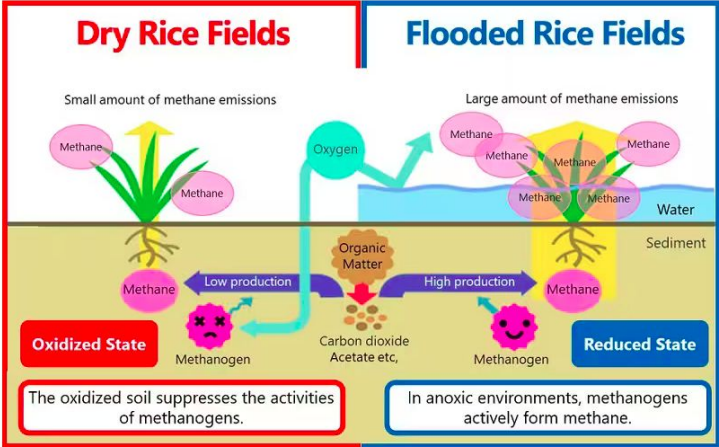 Dry Rice Fields
Flooded Rice Fields
Small amount of methane emissions
Large amount of methane emissions
Methane
Methane
Oxygen
Methane
Methane
Methane
Methane
Methane
Methane
Water
Sediment
Organic
Matter
Methane
Low production
High production
Methane
Carbon dioxide
Acetate etc,
Oxidized State
Methanogen
Methanogen
Reduced State
The oxidized soil suppresses the activities
of methanogens.
In anoxic environments, methanogens
actively form methane.